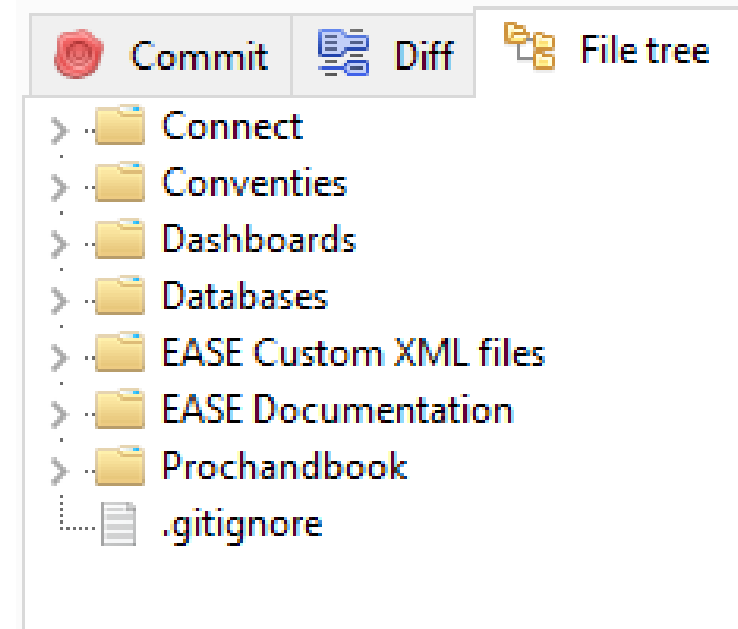 Commit Diff File tree
Connect
Conventies
Dashboards
Databases
EASE Custom XML files
EASE Documentation
Prochandbook
.gitignore